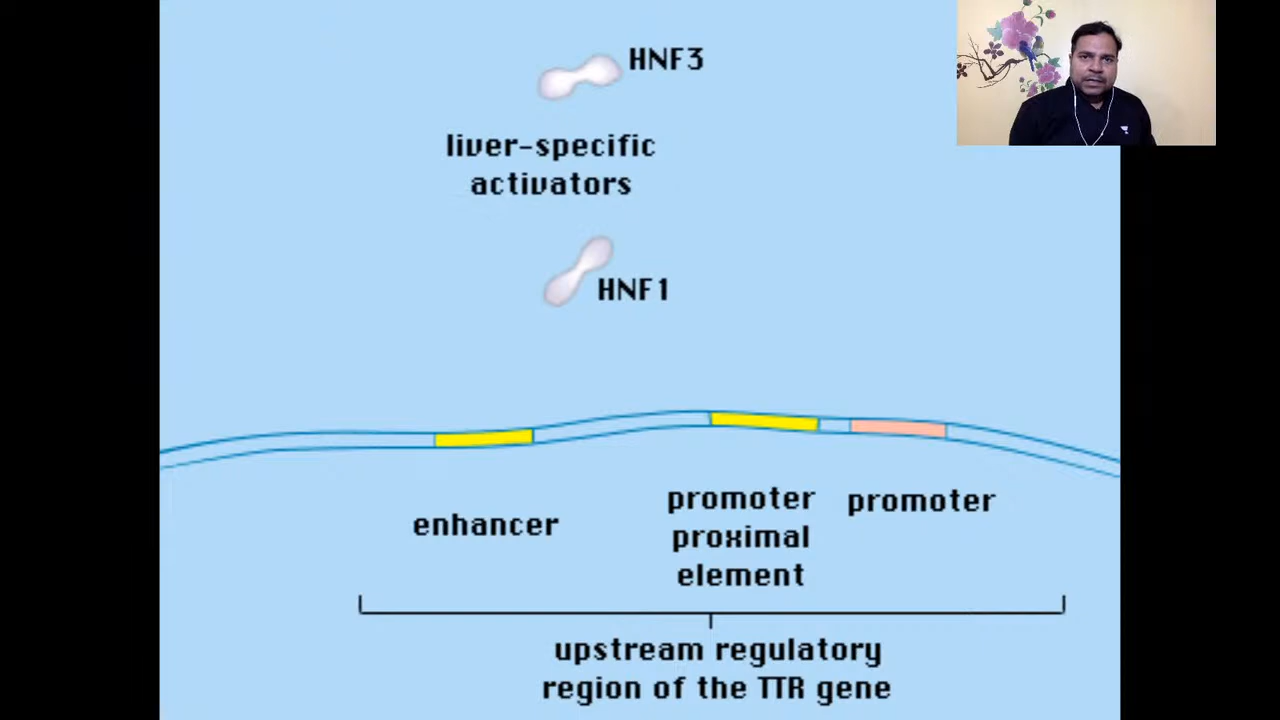 HNF3
liver-specific
activators
HNF1
enhancer
promoter
proximal
element
promoter
upstream regulatory
region of the TTR gene